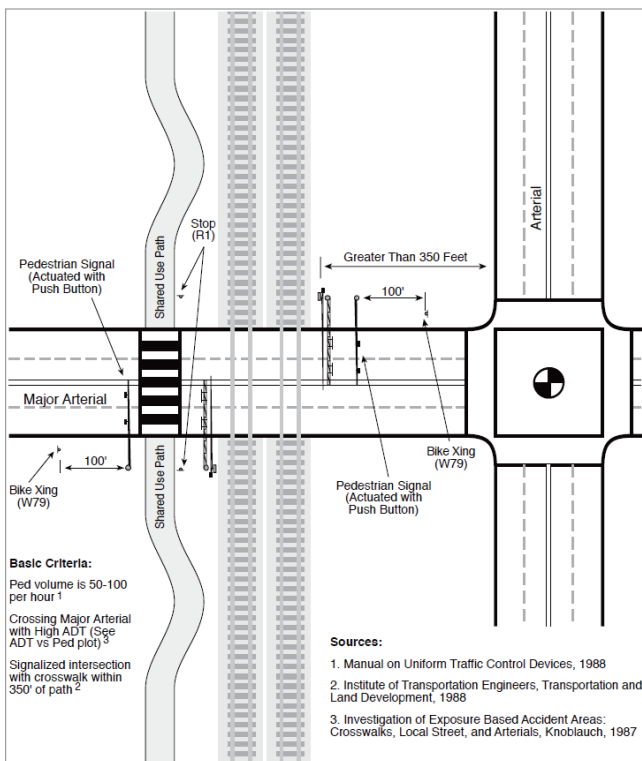 Stop
(R1)
Shared Use Path
Arterial
Greater Than 350 Feet
Pedestrian Signal
(Actuated with
Push Button)
100'
Major Arterial
Bike Xing
(W79)
100'
Bike Xing
(W79)
Pedestrian Signal
(Actuated with
Push Button)
Shared Use Path
Basic Criteria:
Ped volume is 50-100
per hour 1
Crossing Major Arterial
with High ADT (See
ADT vs Ped plot) 3
Signalized intersection
with crosswalk within
350' of path 2
Sources:
1. Manual on Uniform Traffic Control Devices, 1988
2. Institute of Transportation Engineers, Transportation and
Land Development, 1988
3. Investigation of Exposure Based Accident Areas:
Crosswalks, Local Street, and Arterials, Knoblauch, 1987